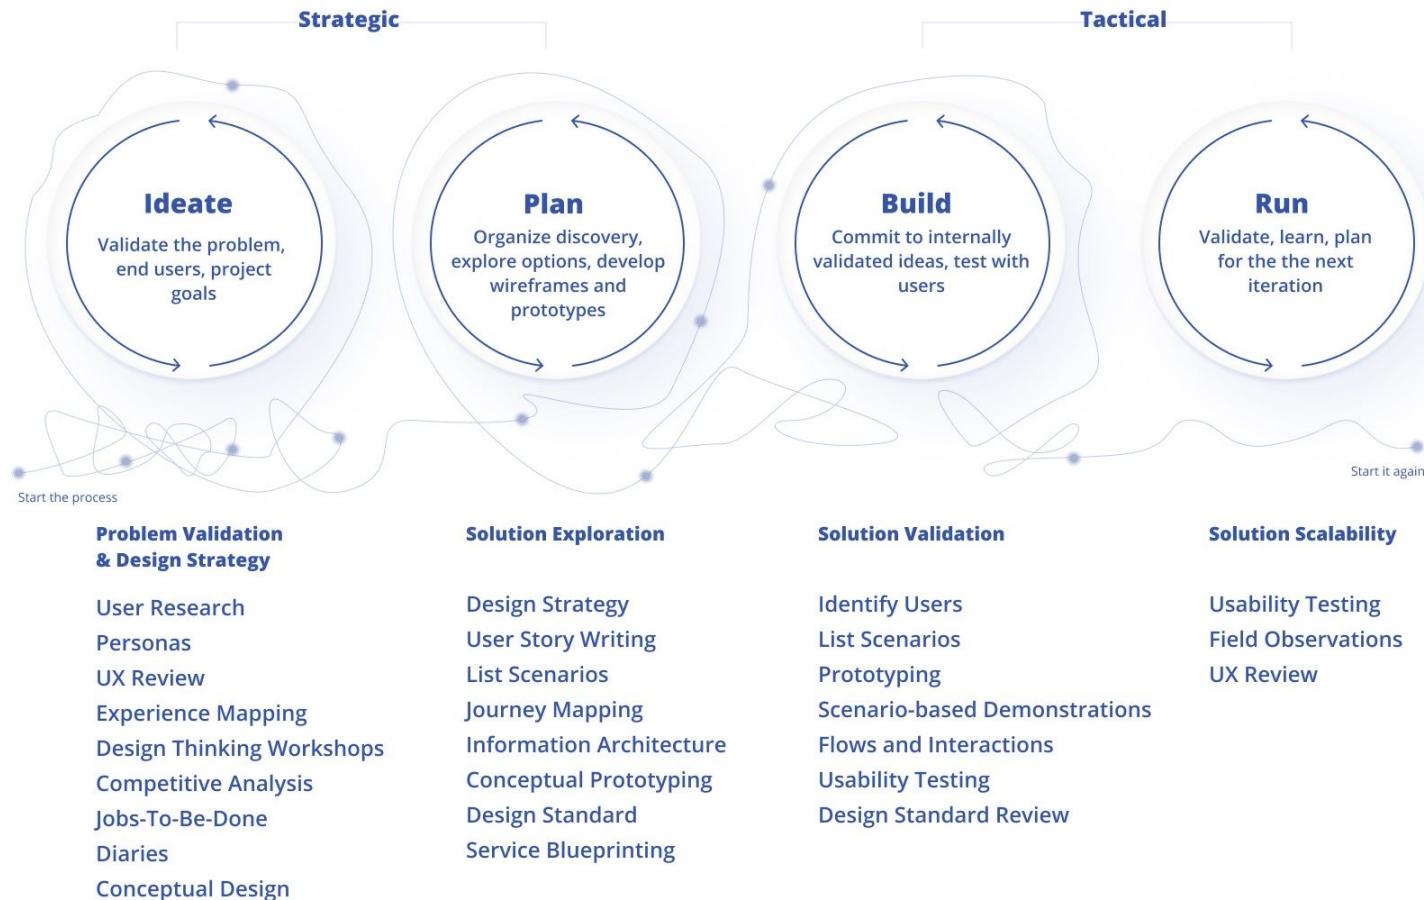 Strategic
Tactical
Ideate
Validate the problem,
end users, project
goals
Plan
Organize discovery,
explore options, develop
wireframes and
prototypes
Build
Commit to internally
validated ideas, test with
users
Run
Validate, learn, plan
for the the next
iteration
Start the process
Start it again
Problem Validation
& Design Strategy
User Research
Personas
UX Review
Experience Mapping
Design Thinking Workshops
Competitive Analysis
Jobs-To-Be-Done
Diaries
Conceptual Design
Solution Exploration
Design Strategy
User Story Writing
List Scenarios
Journey Mapping
Information Architecture
Conceptual Prototyping
Design Standard
Service Blueprinting
Solution Validation
Identify Users
List Scenarios
Prototyping
Scenario-based Demonstrations
Flows and Interactions
Usability Testing
Design Standard Review
Solution Scalability
Usability Testing
Field Observations
UX Review